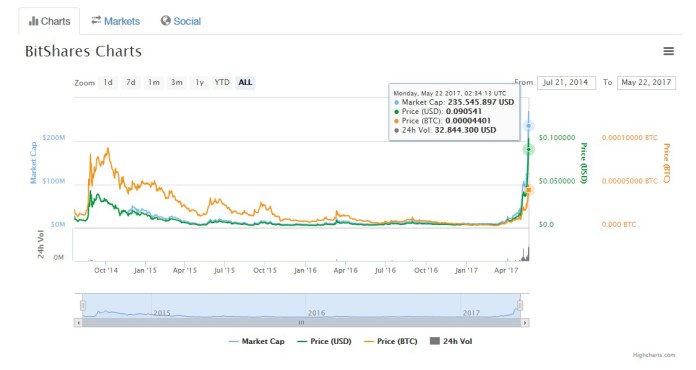 Charts Markets Social
BitShares Charts
Zoom 1d 7d 1m 3m 1y YTD ALL
From Jul 21, 2014 To May 22, 2017
Monday, May 22 2017, 02:34:13 UTC
Market Cap: 235.545.897 USD
Price (USD): 0.090541
Price (BTC): 0.00004401
24h Vol: 32.844.300 USD
Market Cap
$200M
$100M
$0M
24h Vol
0M
Price (USD)
$0.100000
$0.050000
$0.0
Price (BTC)
0.00010000 BTC
0.00005000 BTC
0.000 BTC
Oct '14 Jan '15 Apr '15 Jul '15 Oct '15 Jan '16 Apr '16 Jul '16 Oct '16 Jan '17 Apr '17
2015 2016 2017
Market Cap Price (USD) Price (BTC) 24h Vol
Highcharts.com